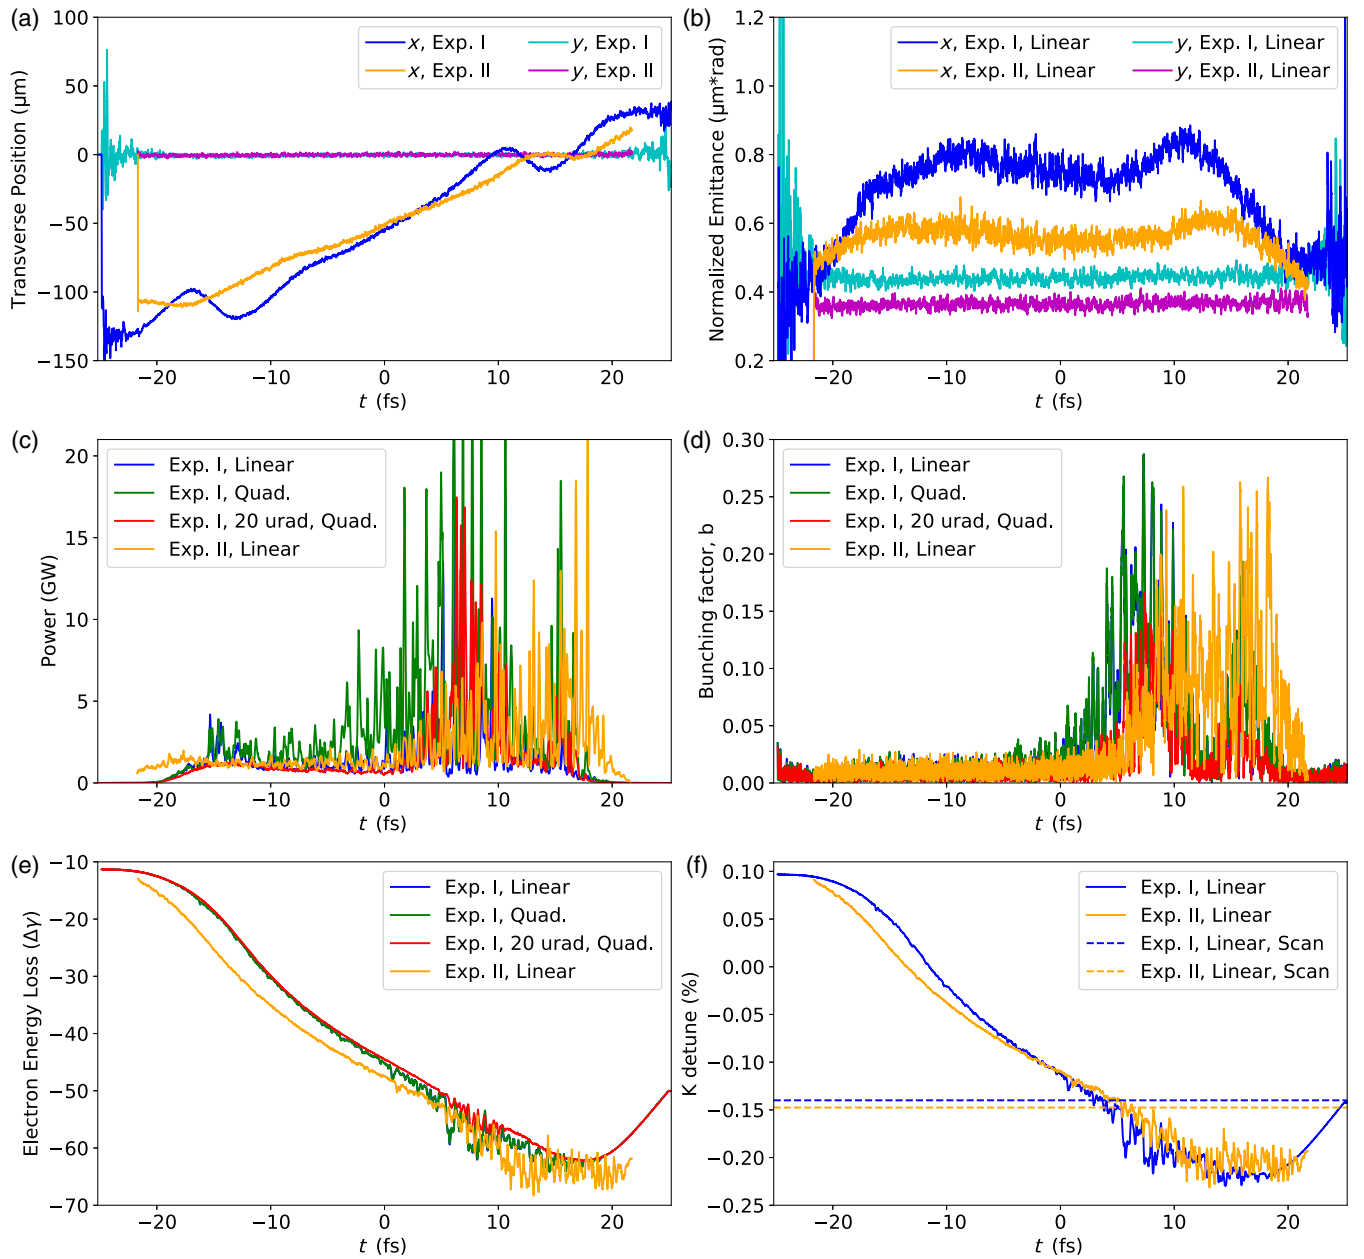 (a)
100
50
0
−50
−100
−150
Transverse Position (μm)
x, Exp. I
x, Exp. II
y, Exp. I
y, Exp. II
−20
−10
0
10
20
t (fs)
(b)
1.2
1.0
0.8
0.6
0.4
0.2
Normalized Emittance (μm*rad)
x, Exp. I, Linear
x, Exp. II, Linear
y, Exp. I, Linear
y, Exp. II, Linear
−20
−10
0
10
20
t (fs)
(c)
20
15
10
5
0
Power (GW)
Exp. I, Linear
Exp. I, Quad.
Exp. I, 20 urad, Quad.
Exp. II, Linear
−20
−10
0
10
20
t (fs)
(d)
0.30
0.25
0.20
0.15
0.10
0.05
0.00
Bunching factor, b
Exp. I, Linear
Exp. I, Quad.
Exp. I, 20 urad, Quad.
Exp. II, Linear
−20
−10
0
10
20
t (fs)
(e)
−10
−20
−30
−40
−50
−60
−70
Electron Energy Loss (Δγ)
Exp. I, Linear
Exp. I, Quad.
Exp. I, 20 urad, Quad.
Exp. II, Linear
−20
−10
0
10
20
t (fs)
(f)
0.10
0.05
0.00
−0.05
−0.10
−0.15
−0.20
−0.25
K detune (%)
Exp. I, Linear
Exp. II, Linear
Exp. I, Linear, Scan
Exp. II, Linear, Scan
−20
−10
0
10
20
t (fs)